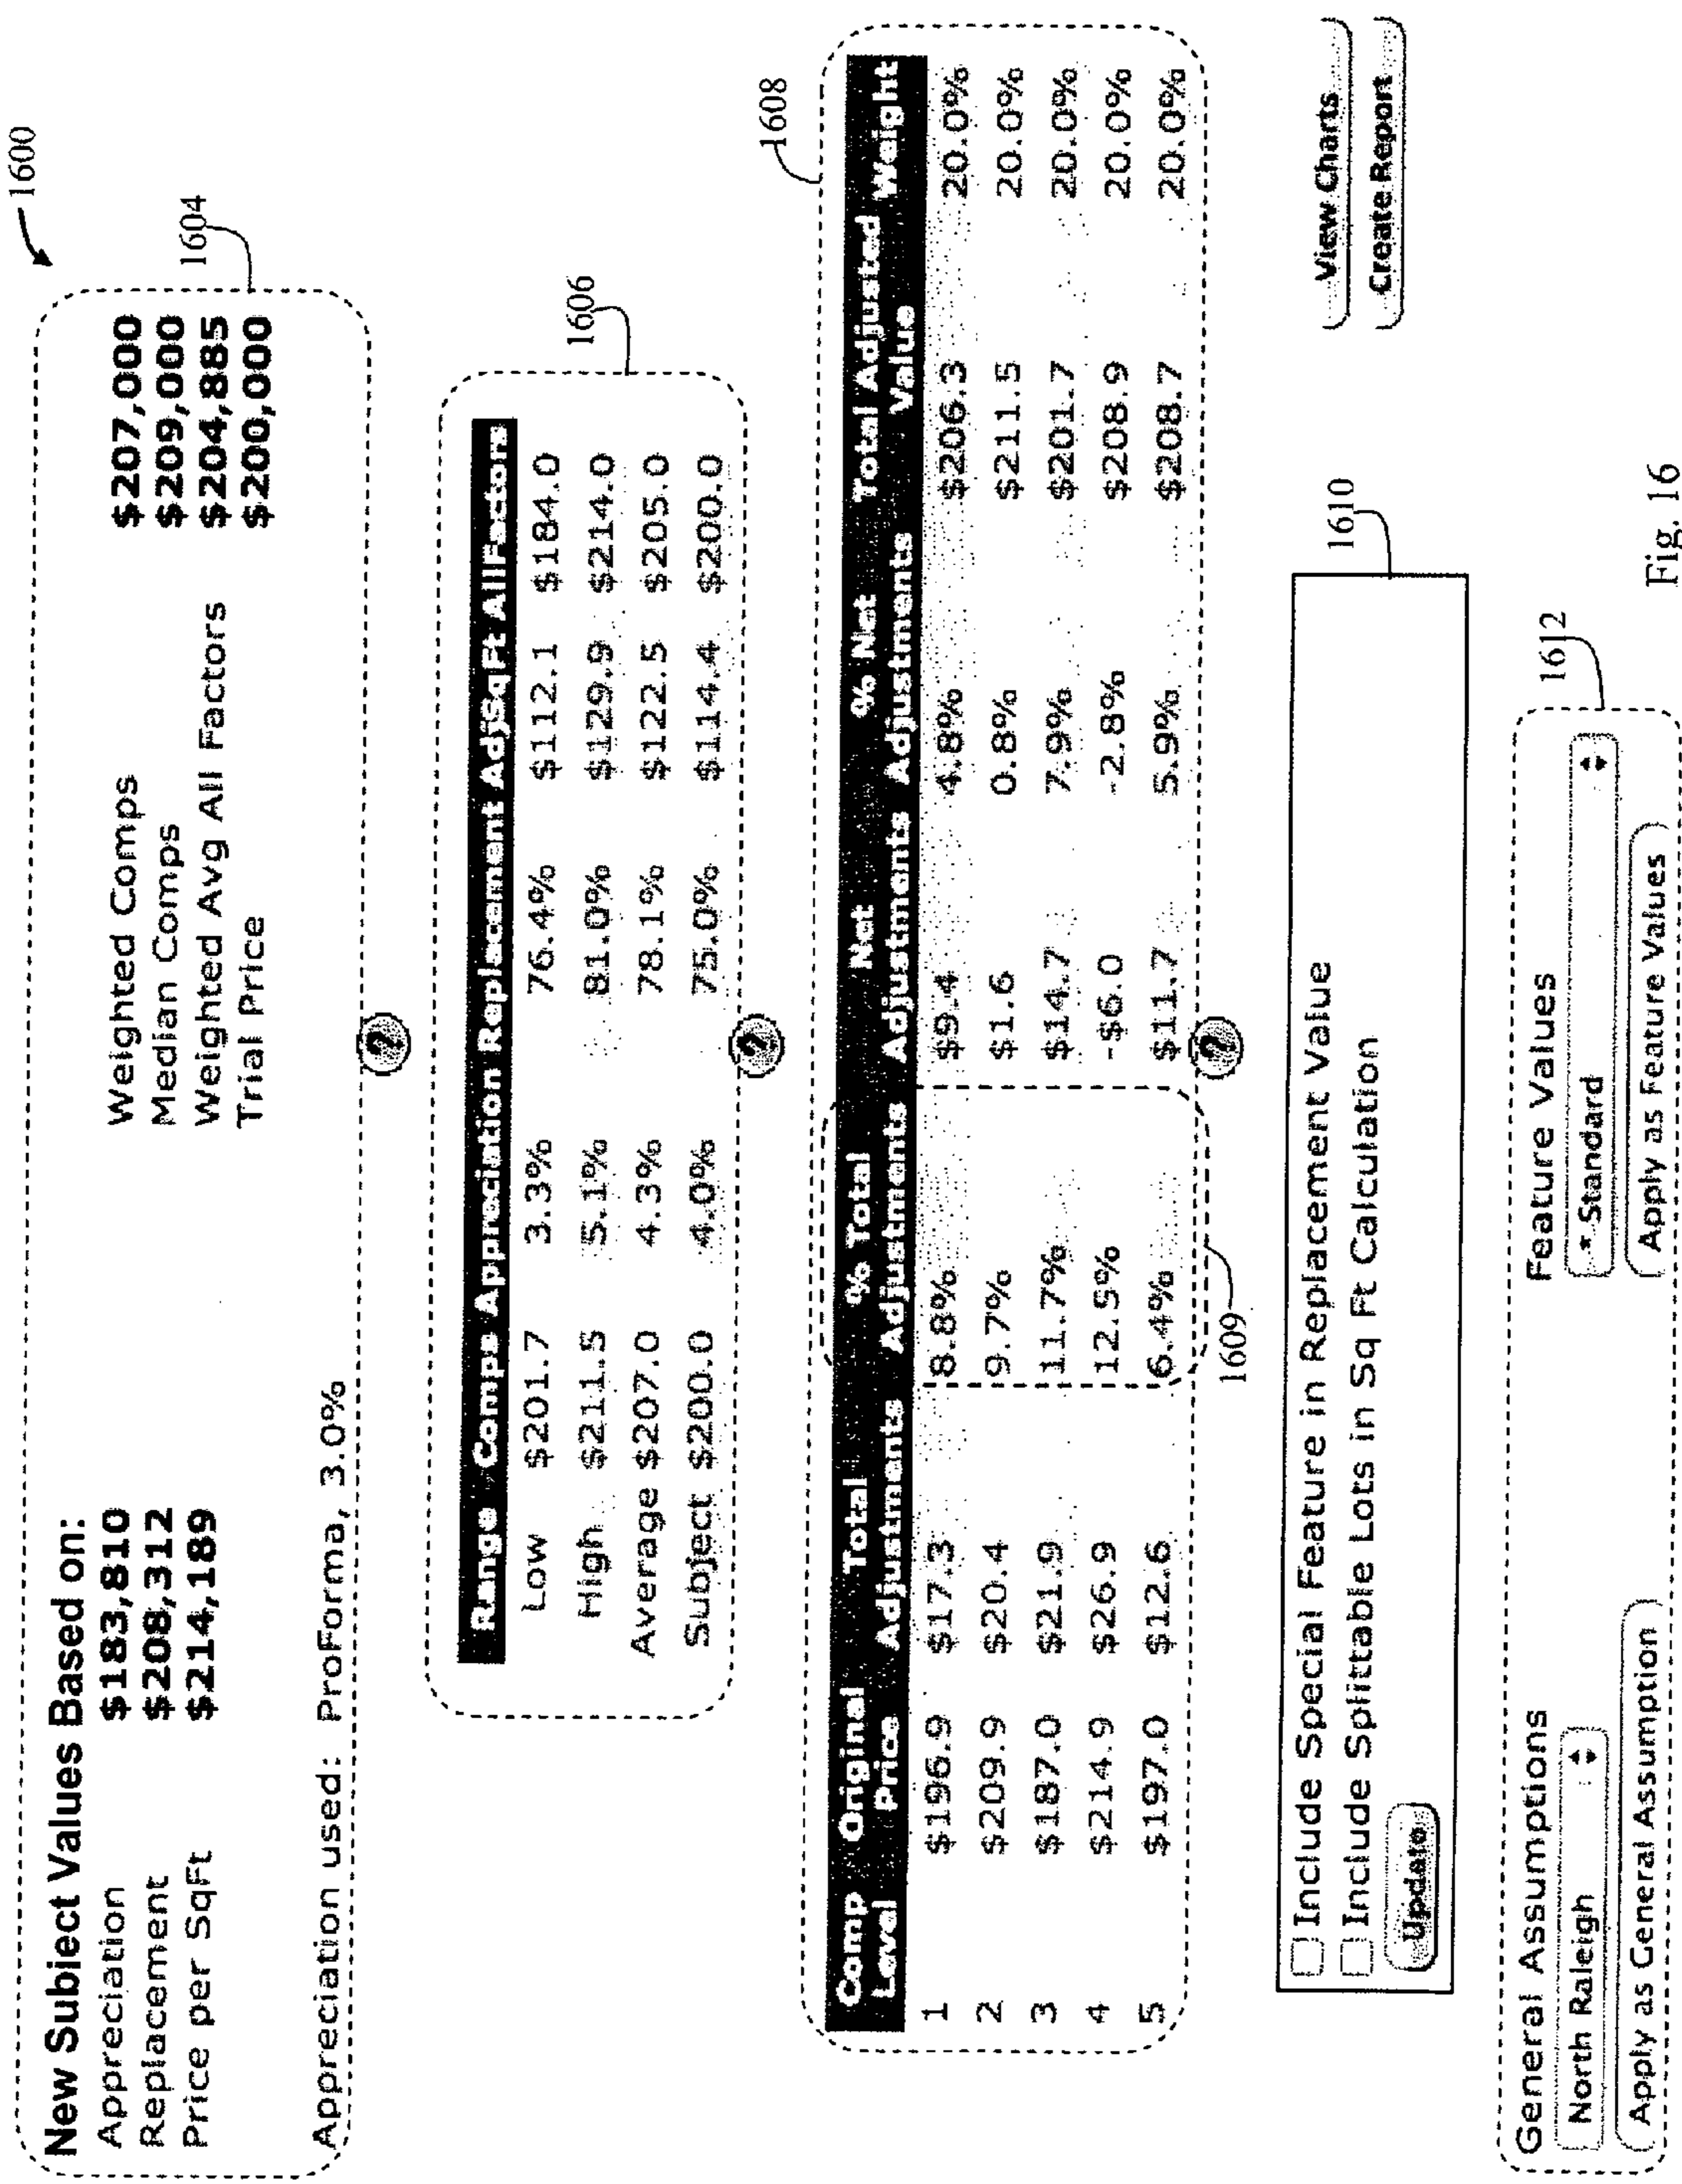 1600
New Subject Values Based on:
Appreciation $183,810 Weighted Comps $207,000
Replacement $208,312 Median Comps $209,000
Price per SqFt $214,189 Weighted Avg All Factors $204,885
Trial Price $200,000
1604
Appreciation used: ProForma, 3.0%
?
1606
Range Comps Appreciation Replacement AdjSqFt AllFactors
Low $201.7 3.3% 76.4% $112.1 $184.0
High $211.5 5.1% 81.0% $129.9 $214.0
Average $207.0 4.3% 78.1% $122.5 $205.0
Subject $200.0 4.0% 75.0% $114.4 $200.0
?
1608
Comp Original Total % Total Net % Net Total Adjusted Weight
Level Price Adjustments Adjustments Adjustments Adjustments Value
1 $196.9 $17.3 8.8% $9.4 4.8% $206.3 20.0%
2 $209.9 $20.4 9.7% $1.6 0.8% $211.5 20.0%
3 $187.0 $21.9 11.7% $14.7 7.9% $201.7 20.0%
4 $214.9 $26.9 12.5% -$6.0 -2.8% $208.9 20.0%
5 $197.0 $12.6 6.4% $11.7 5.9% $208.7 20.0%
1609
?
1610
Include Special Feature in Replacement Value
Include Splittable Lots in Sq Ft Calculation
Update
View Charts
Create Report
1612
General Assumptions Feature Values
North Raleigh * Standard
Apply as General Assumption Apply as Feature Values
Fig. 16